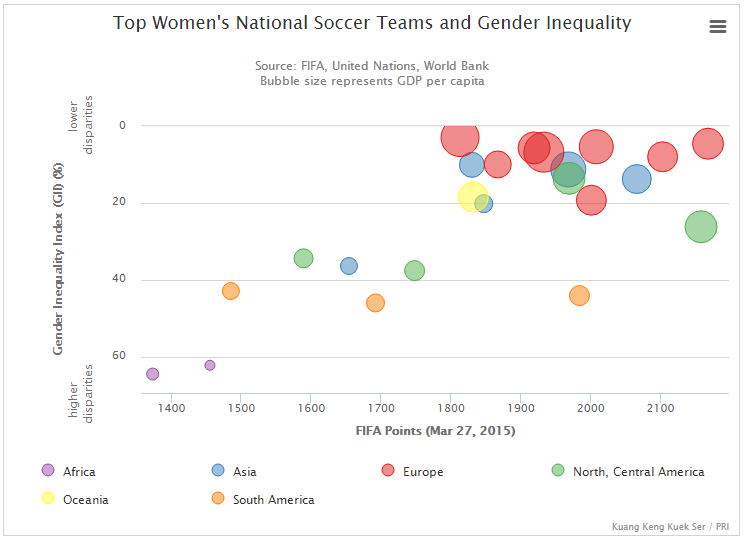 Top Women's National Soccer Teams and Gender Inequality
Source: FIFA, United Nations, World Bank
Bubble size represents GDP per capita
lower
disparities
Gender Inequality Index (GII) (%)
higher
disparities
0
20
40
60
1400
1500
1600
1700
1800
1900
2000
2100
FIFA Points (Mar 27, 2015)
Africa
Asia
Europe
North, Central America
Oceania
South America
Kuang Keng Kuek Ser / PRI